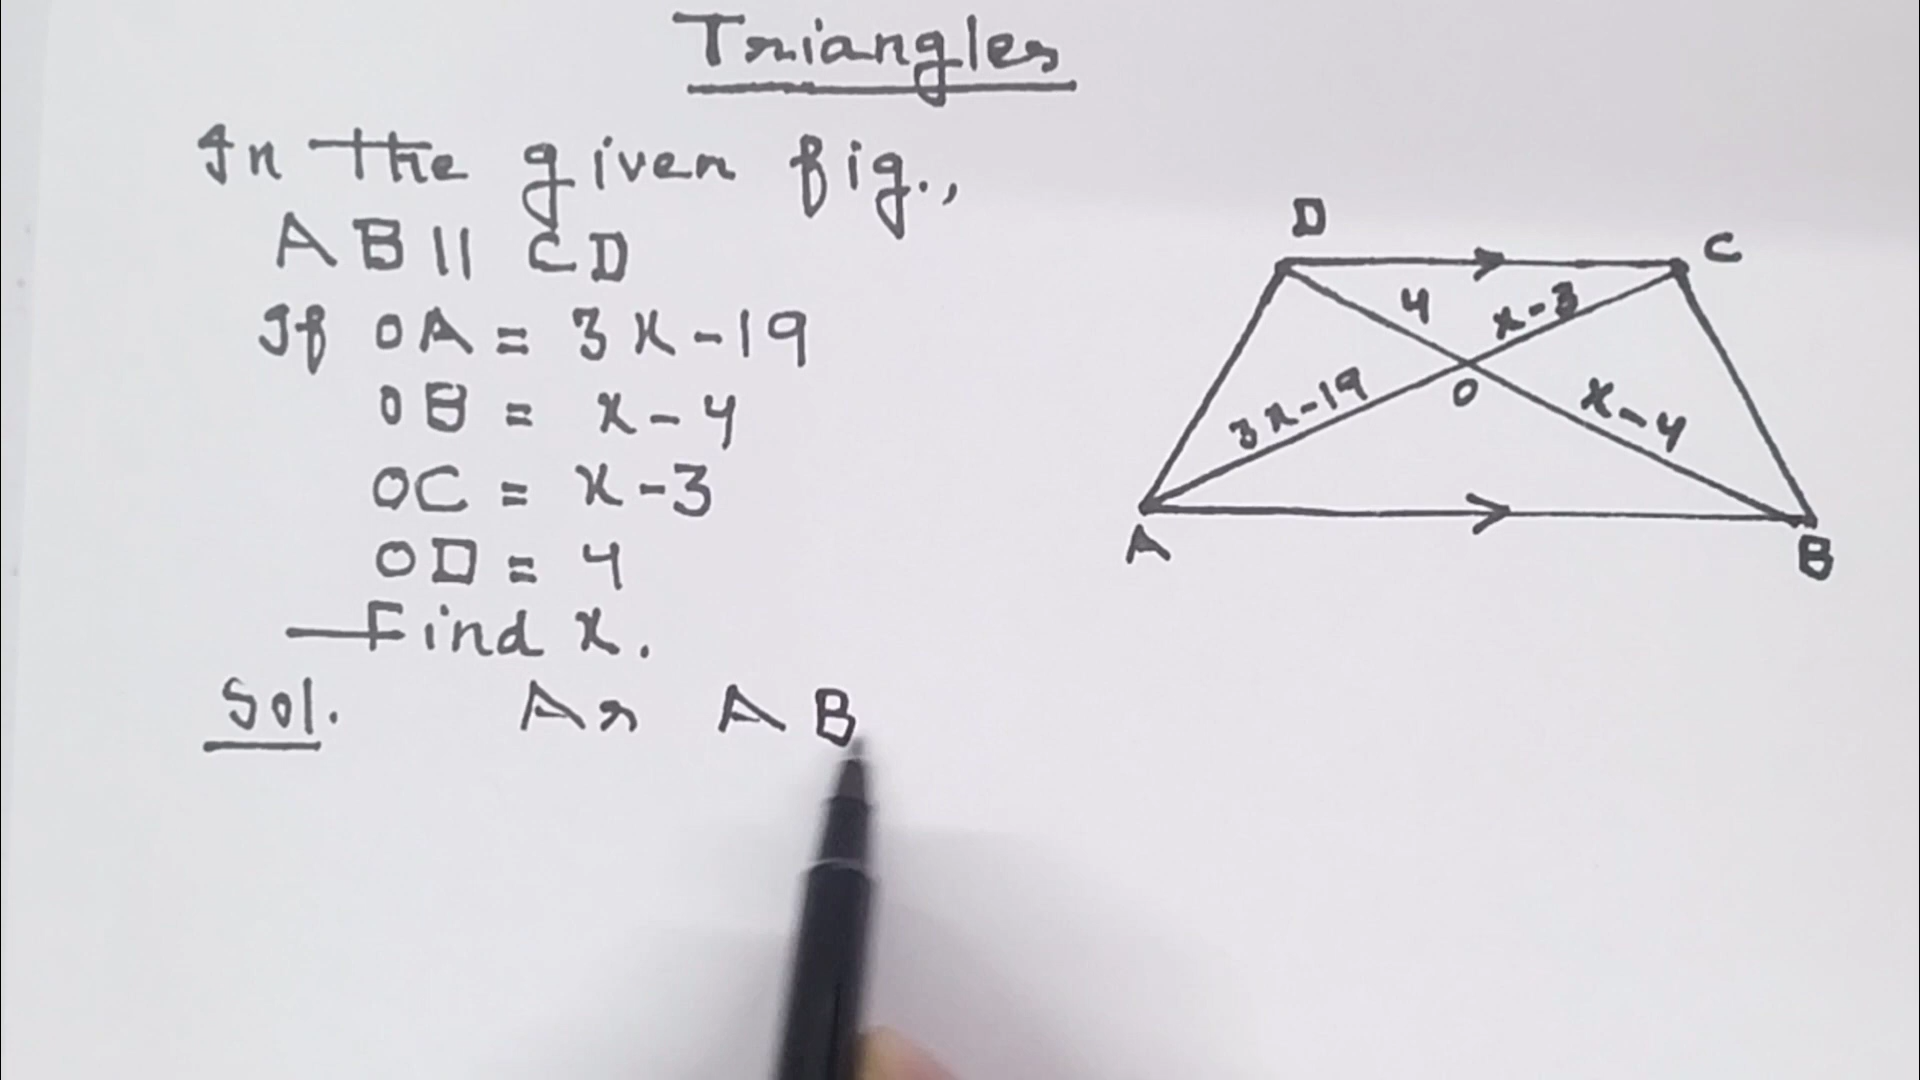 Triangles
In the given fig.,
AB || CD
If OA = 3x-19
OB = x-4
OC = x-3
OD = 4
Find x.
Sol. As AB
D
C
4
x-3
3x-19
O
x-4
A
B